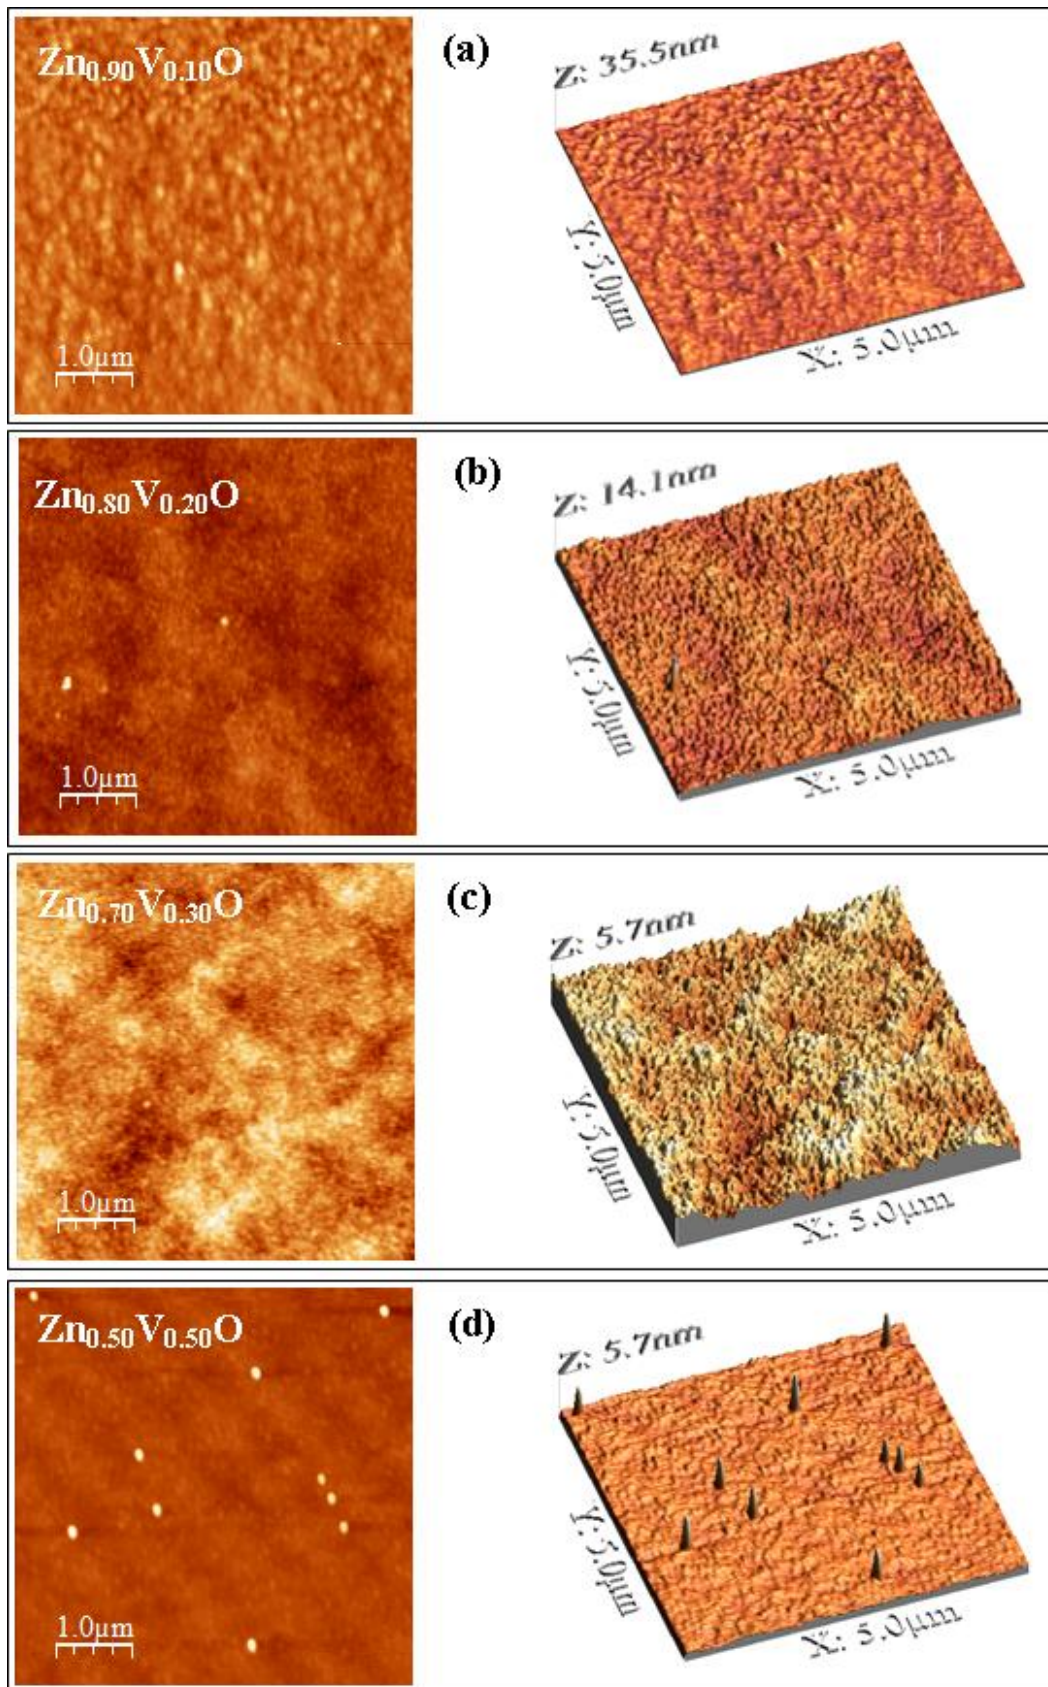 Zn0.90V0.10O
(a)
Z: 35.5nm
Y: 5.0µm
X: 5.0µm
1.0µm
Zn0.80V0.20O
(b)
Z: 14.1nm
Y: 5.0µm
X: 5.0µm
1.0µm
Zn0.70V0.30O
(c)
Z: 5.7nm
Y: 5.0µm
X: 5.0µm
1.0µm
Zn0.50V0.50O
(d)
Z: 5.7nm
Y: 5.0µm
X: 5.0µm
1.0µm